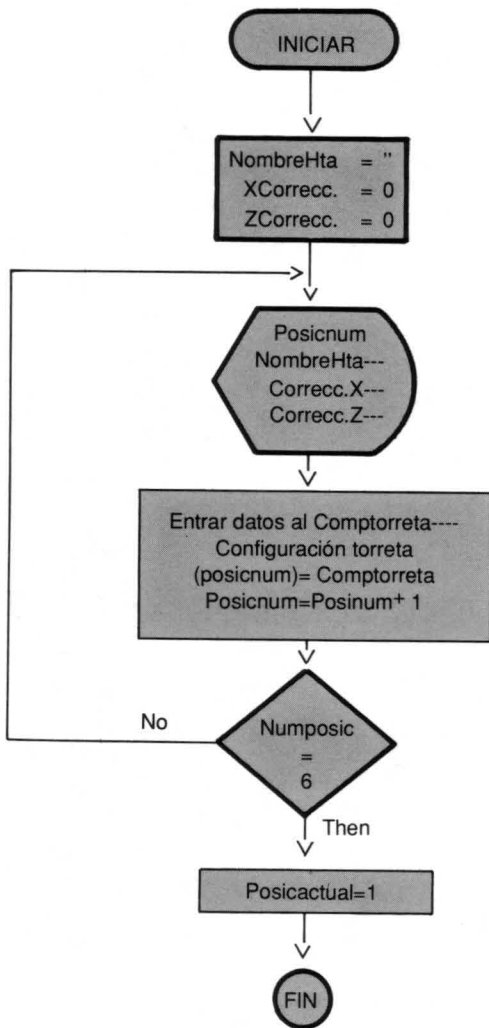 INICIAR
NombreHta = "
XCorrecc. = 0
ZCorrecc. = 0
Posicnum
NombreHta---
Correcc.X---
Correcc.Z---
Entrar datos al Comptorreta----
Configuración torreta
(posicnum)= Comptorreta
Posicnum=Posinum+ 1
No
Numposic
=
6
Then
Posicactual=1
FIN